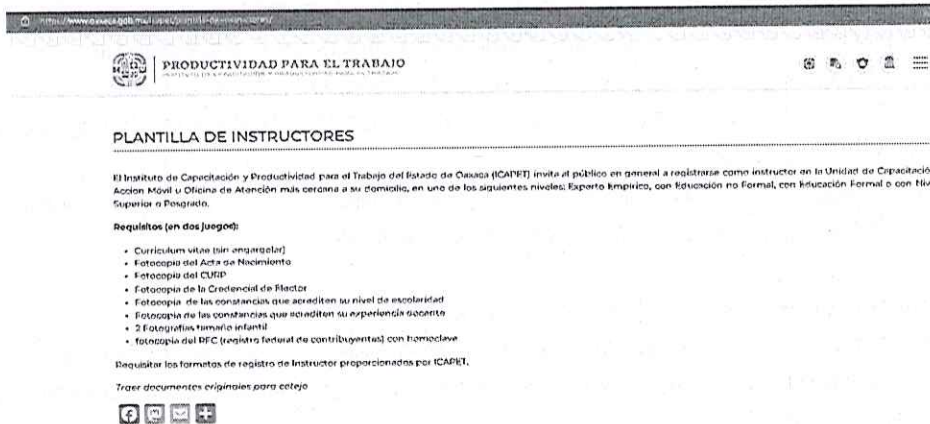 PRODUCTIVIDAD PARA EL TRABAJO
PLANTILLA DE INSTRUCTORES
El Instituto de Capacitación y Productividad para el Trabajo del Estado de Oaxaca (ICAPET) invita al público en general a registrarse como instructor en la Unidad de Capacitació
Accion Móvil u Oficina de Atención más cercana a su domicilio, en uno de los siguientes niveles: Experto Empírico, con Educación no Formal, con Educación Formal o con Niv
Superior o Posgrado.
Requisitos (en dos juegos):
• Curriculum vitae (sin engargolar)
• Fotocopia del Acta de Nacimiento
• Fotocopia del CURP
• Fotocopia de la Credencial de Elector
• Fotocopia de las constancias que acrediten su nivel de escolaridad
• Fotocopia de las constancias que acrediten su experiencia docente
• 2 Fotografías tamaño infantil
• fotocopia del RFC (registro federal de contribuyentes) con homoclave
Requisitar los formatos de registro de Instructor proporcionados por ICAPET.
Traer documentos originales para cotejo